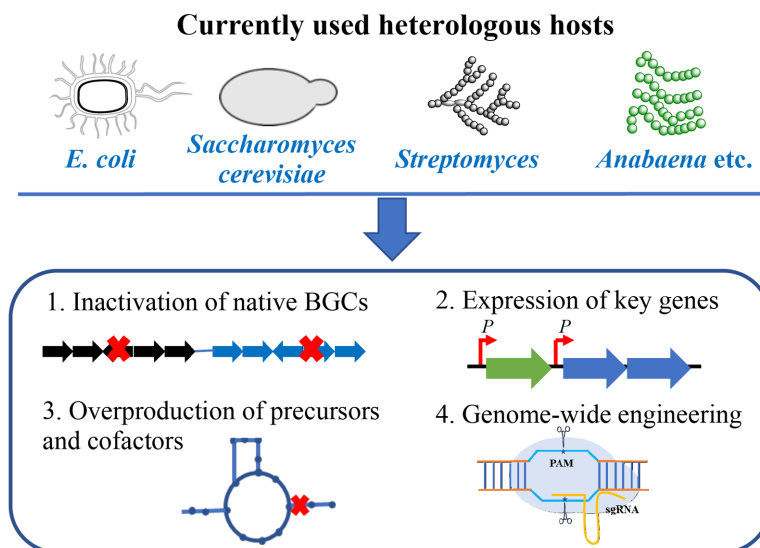 Currently used heterologous hosts
E. coli
Saccharomyces
cerevisiae
Streptomyces
Anabaena etc.
1. Inactivation of native BGCs
2. Expression of key genes
P
P
3. Overproduction of precursors
and cofactors
4. Genome-wide engineering
PAM
sgRNA